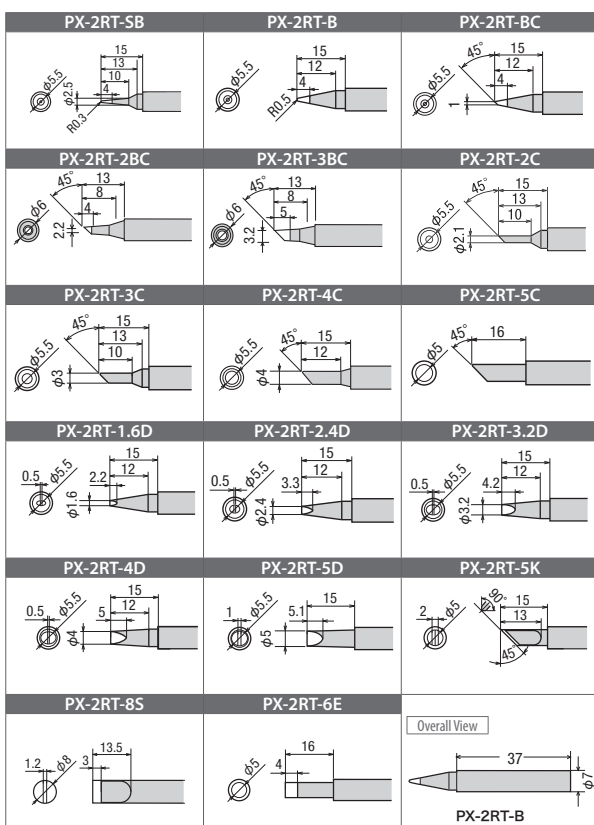 PX-2RT-SB PX-2RT-B PX-2RT-BC
15
13
10
4
φ5.5
φ2.5
R0.3
15
12
4
φ5.5
R0.5
45°
15
12
4
φ5.5
1
PX-2RT-2BC PX-2RT-3BC PX-2RT-2C
45°
13
8
4
φ6
2.2
45°
13
8
5
φ6
3.2
45°
15
13
10
φ5.5
φ2.1
PX-2RT-3C PX-2RT-4C PX-2RT-5C
45°
15
13
10
φ5.5
φ3
45°
15
12
φ5.5
φ4
45°
16
φ5
PX-2RT-1.6D PX-2RT-2.4D PX-2RT-3.2D
15
12
2.2
0.5
φ5.5
φ1.6
15
12
3.3
0.5
φ5.5
φ2.4
15
12
4.2
0.5
φ5.5
φ3.2
PX-2RT-4D PX-2RT-5D PX-2RT-5K
15
12
5
0.5
φ5.5
φ4
15
5.1
1
φ5.5
φ5
90°
15
13
2
φ5
45°
PX-2RT-8S PX-2RT-6E
13.5
3
1.2
φ8
16
4
φ5
Overall View
37
φ7
PX-2RT-B